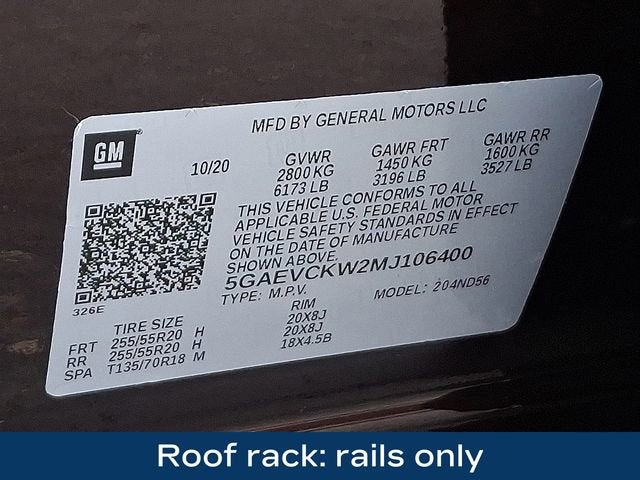 MFD BY GENERAL MOTORS LLC
GM
10/20 GVWR GAWR FRT GAWR RR
2800 KG 1450 KG 1600 KG
6173 LB 3196 LB 3527 LB
THIS VEHICLE CONFORMS TO ALL
APPLICABLE U.S. FEDERAL MOTOR
VEHICLE SAFETY STANDARDS IN EFFECT
ON THE DATE OF MANUFACTURE
SHOWN ABOVE.
5GAEVCKW2MJ106400
TYPE: M.P.V. MODEL: 204ND56
326E
TIRE SIZE RIM
FRT 255/55R20 H 20X8J
RR 255/55R20 H 20X8J
SPA T135/70R18 M 18X4.5B
Roof rack: rails only